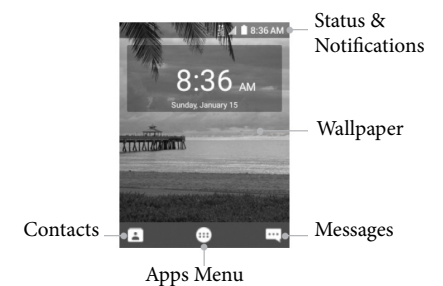 Status &
Notifications
8:36 AM
8:36 AM
Sunday, January 15
Wallpaper
Contacts
Messages
Apps Menu